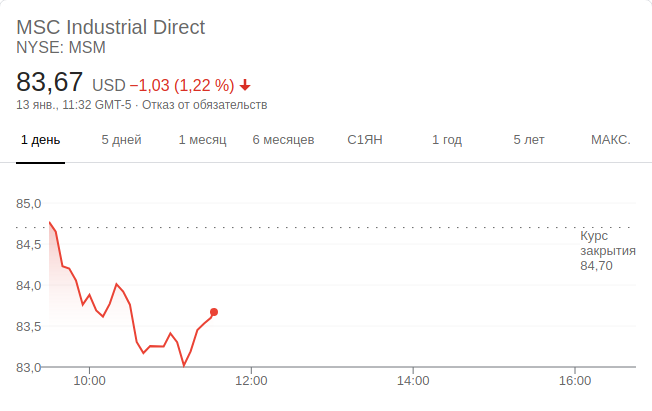 MSC Industrial Direct
NYSE: MSM
83,67 USD −1,03 (1,22 %)
13 янв., 11:32 GMT-5 · Отказ от обязательств
1 день 5 дней 1 месяц 6 месяцев С1ЯН 1 год 5 лет МАКС.
85,0
Курс
84,5
закрытия
84,70
84,0
83,5
83,0
10:00 12:00 14:00 16:00